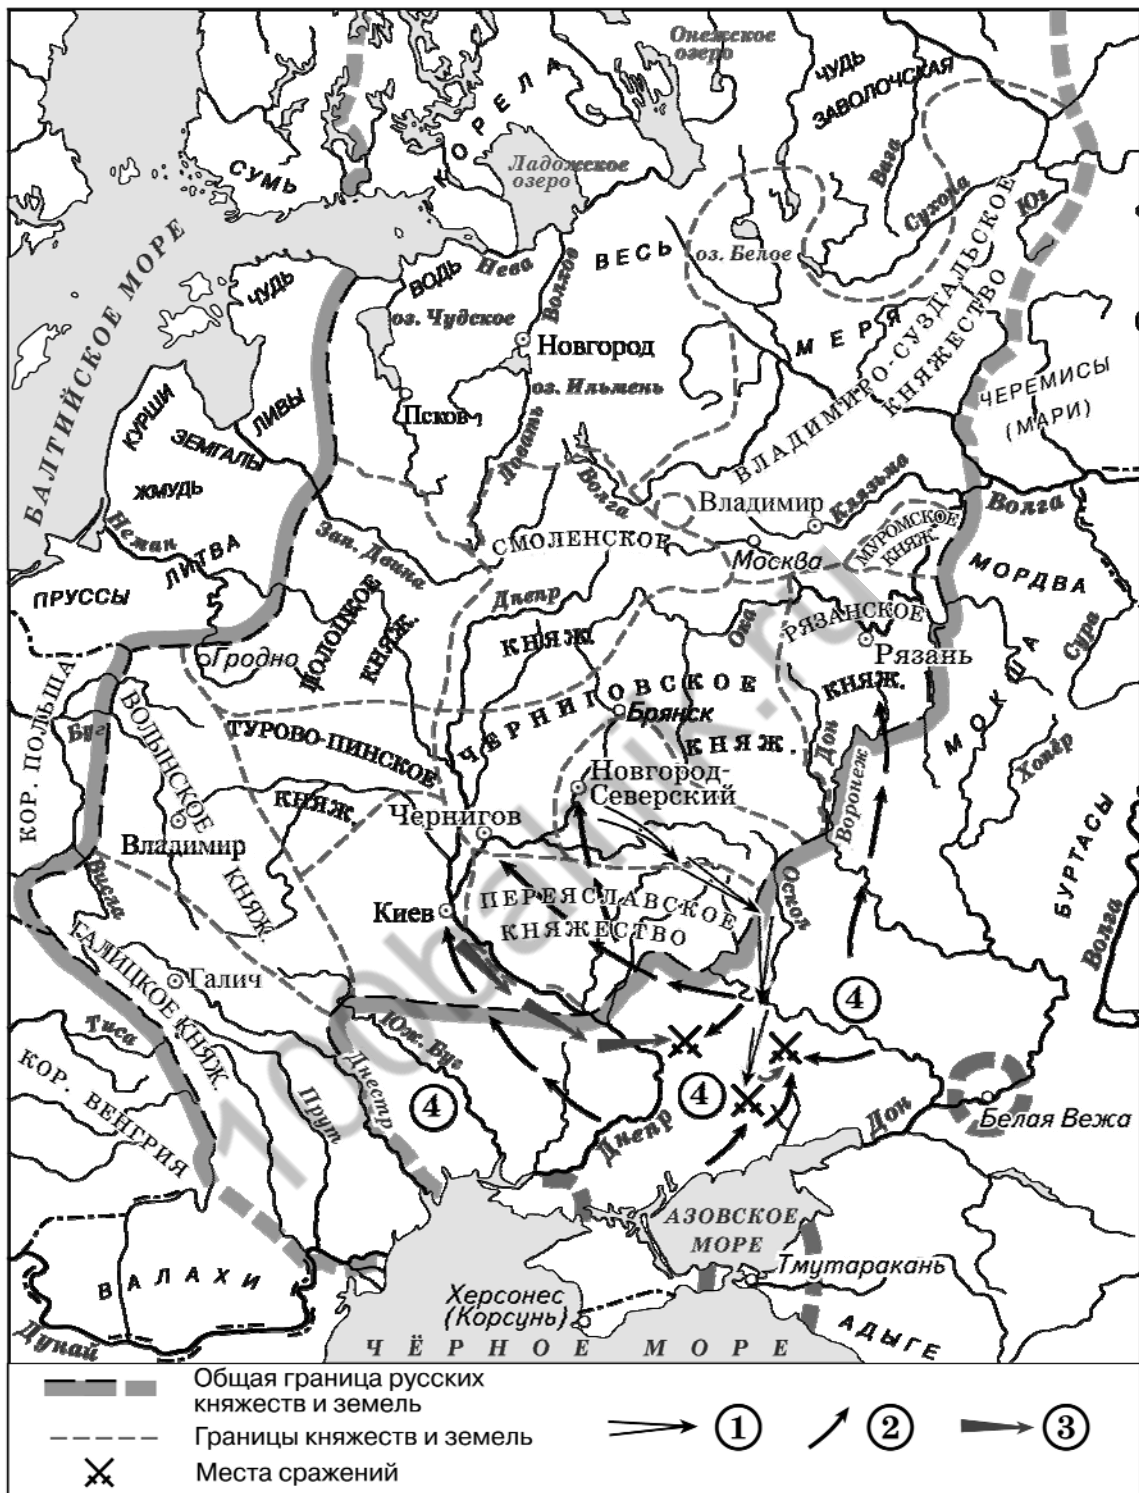 Онежское
озеро
ЧУДЬ
ЗАВОЛОЧСКАЯ
КОРЕЛА
Ладожское
озеро
СУМЬ
Вага
Сухона
Юг
ВЕСЬ
оз. Белое
Нева
Волхов
ВОДЬ
ЧУДЬ
оз. Чудское
БАЛТИЙСКОЕ МОРЕ
Новгород
МЕРЯ
ВЛАДИМИРО-СУЗДАЛЬСКОЕ
КНЯЖЕСТВО
ЧЕРЕМИСЫ
(МАРИ)
оз. Ильмень
Псков
Ловать
КУРШИ
ЗЕМГАЛЫ
ЛИВЫ
ЖМУДЬ
Неман
ЛИТВА
ПРУССЫ
Волга
Владимир
Клязьма
Волга
Зап. Двина
СМОЛЕНСКОЕ
КНЯЖ.
Москва
МУРОМСКОЕ
КНЯЖ.
МОРДВА
Днепр
Ока
РЯЗАНСКОЕ
КНЯЖ.
Рязань
Сура
МОКША
Гродно
ПОЛОЦКОЕ
КНЯЖ.
КОР. ПОЛЬША
Буг
ВОЛЫНСКОЕ
КНЯЖ.
ТУРОВО-ПИНСКОЕ
КНЯЖ.
ЧЕРНИГОВСКОЕ
КНЯЖ.
Брянск
Дон
Воронеж
Хопёр
Новгород-
Северский
Чернигов
Владимир
БУРТАСЫ
Волга
Висла
Киев
ПЕРЕЯСЛАВСКОЕ
КНЯЖЕСТВО
Оскол
ГАЛИЦКОЕ КНЯЖ.
Галич
Тиса
КОР. ВЕНГРИЯ
Юж. Буг
Днестр
Прут
4
4
4
Днепр
Дон
Белая Вежа
АЗОВСКОЕ
МОРЕ
Тмутаракань
ВАЛАХИ
Дунай
Херсонес
(Корсунь)
АДЫГЕ
ЧЁРНОЕ МОРЕ
100balnik.ru
Общая граница русских
княжеств и земель
Границы княжеств и земель
Места сражений
1
2
3